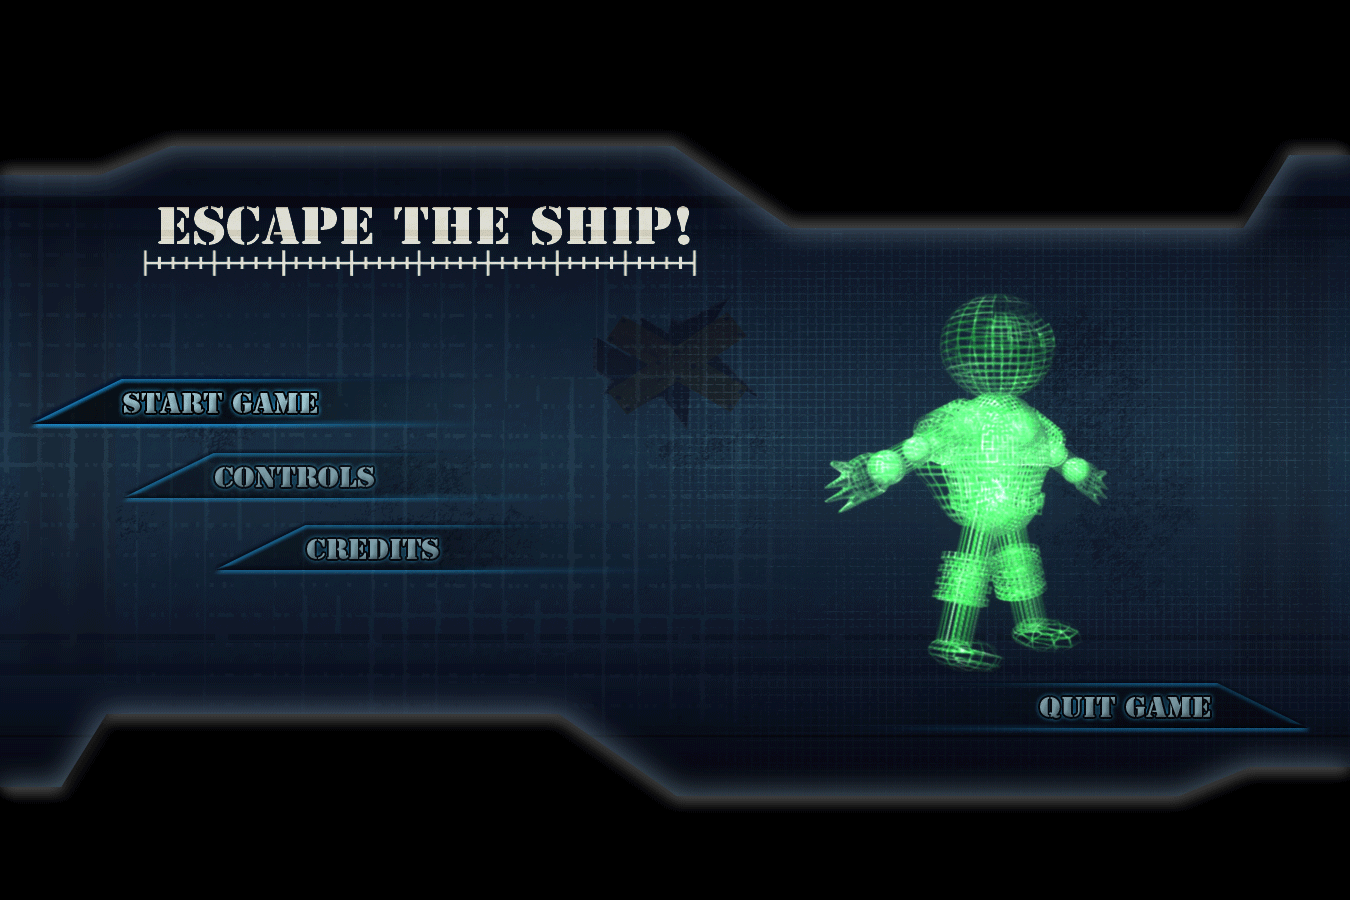 ESCAPE THE SHIP!
START GAME
CONTROLS
CREDITS
QUIT GAME